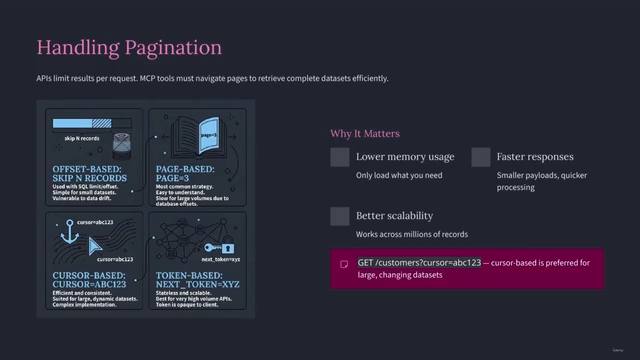 Handling Pagination
APIs limit results per request. MCP tools must navigate pages to retrieve complete datasets efficiently.
skip N records
OFFSET-BASED:
SKIP N RECORDS
Used with SQL limit/offset.
Simple for small datasets.
Vulnerable to data drift.
page=3
PAGE-BASED:
PAGE=3
Most common strategy.
Easy to understand.
Slow for large volumes due to
database offsets.
cursor=abc123
cursor=abc123
CURSOR-BASED:
CURSOR=ABC123
Efficient and consistent.
Suited for large, dynamic datasets.
Complex implementation.
next_token=xyz
TOKEN-BASED:
NEXT_TOKEN=XYZ
Stateless and scalable.
Best for very high volume APIs.
Token is opaque to client.
Why It Matters
Lower memory usage
Only load what you need
Faster responses
Smaller payloads, quicker
processing
Better scalability
Works across millions of records
GET /customers?cursor=abc123 — cursor-based is preferred for
large, changing datasets